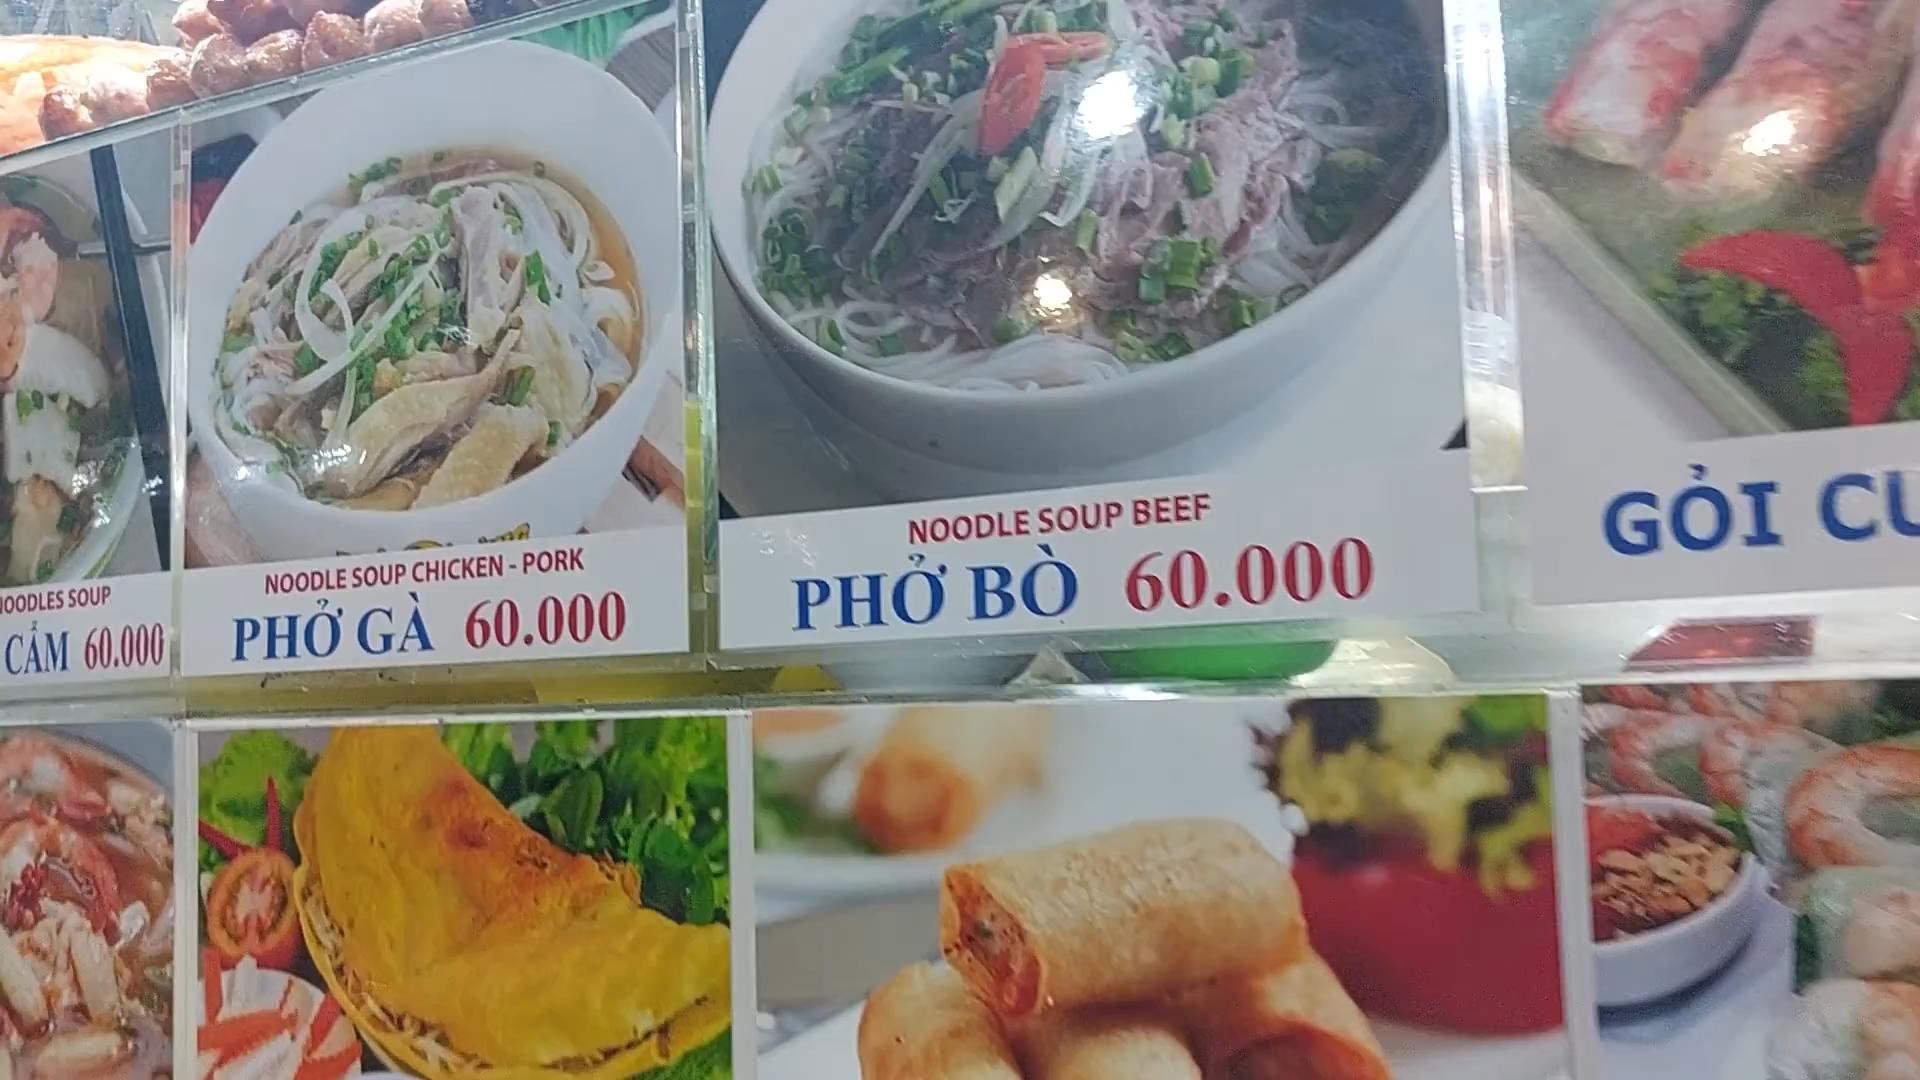 NOODLES SOUP
CẨM 60.000
NOODLE SOUP CHICKEN - PORK
PHỞ GÀ 60.000
NOODLE SOUP BEEF
PHỞ BÒ 60.000
GỎI CU